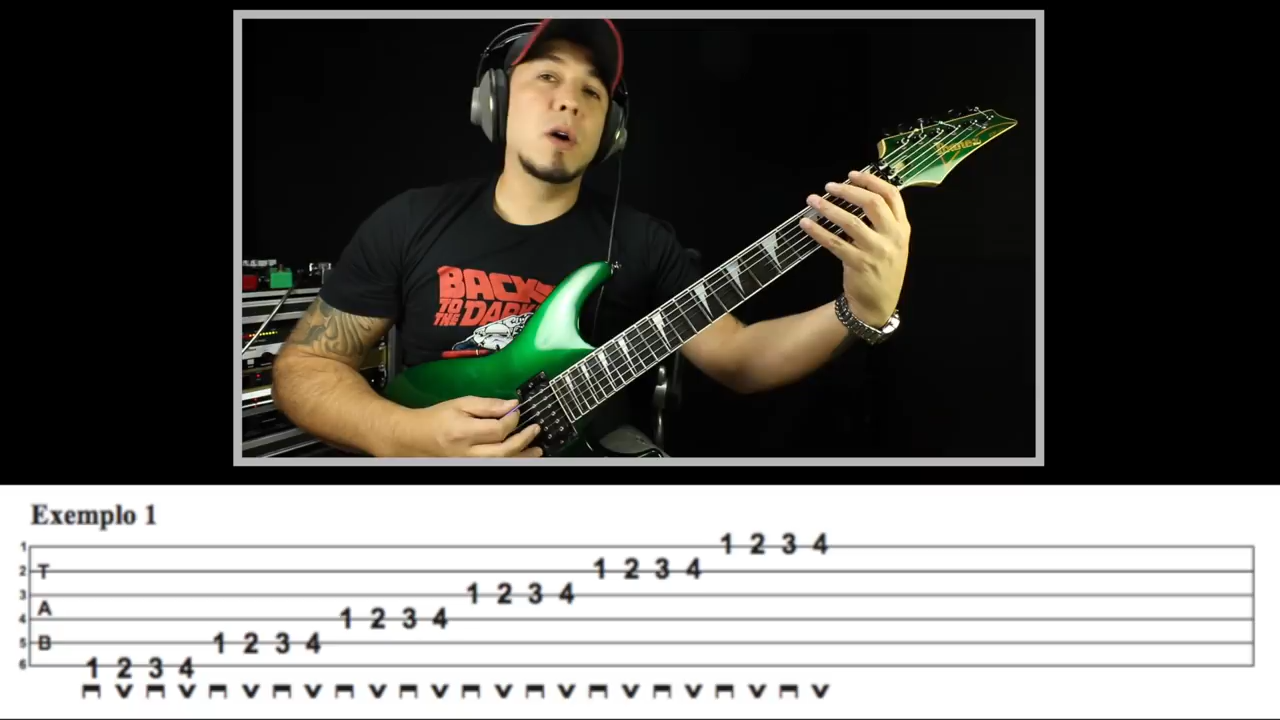 Ibanez
BACK
TO
THE DARK
Exemplo 1
1 1 2 3 4
2 T 1 2 3 4
3 1 2 3 4
A
4 1 2 3 4
5 B 1 2 3 4
6 1 2 3 4